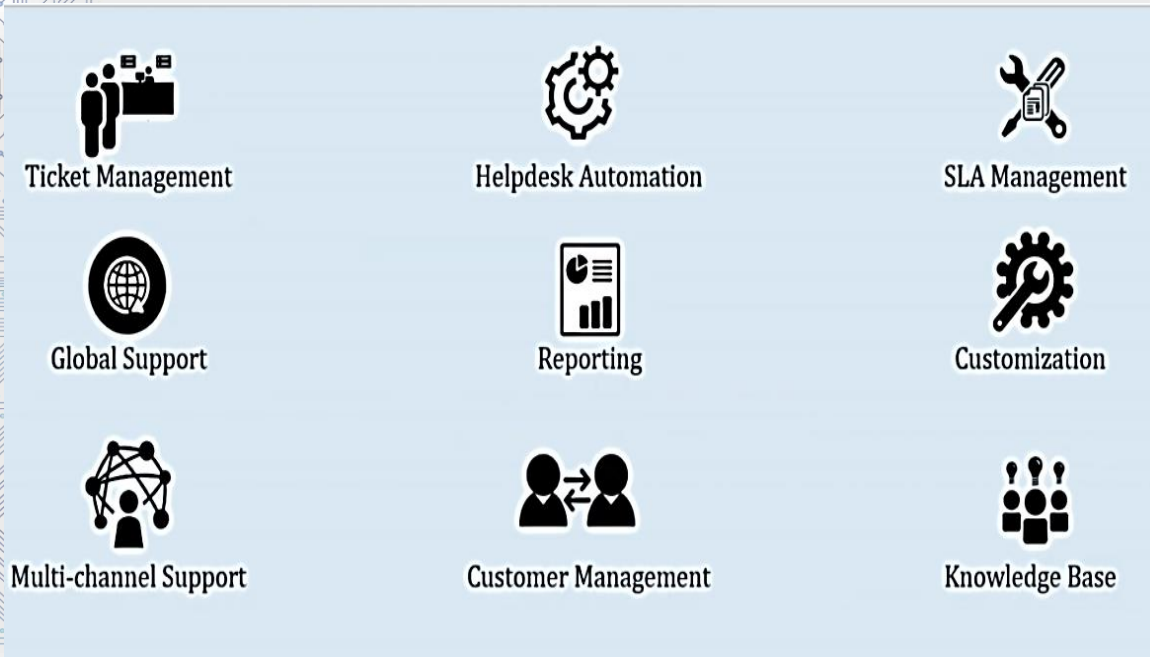 Ticket Management
Helpdesk Automation
SLA Management
Global Support
Reporting
Customization
Multi-channel Support
Customer Management
Knowledge Base